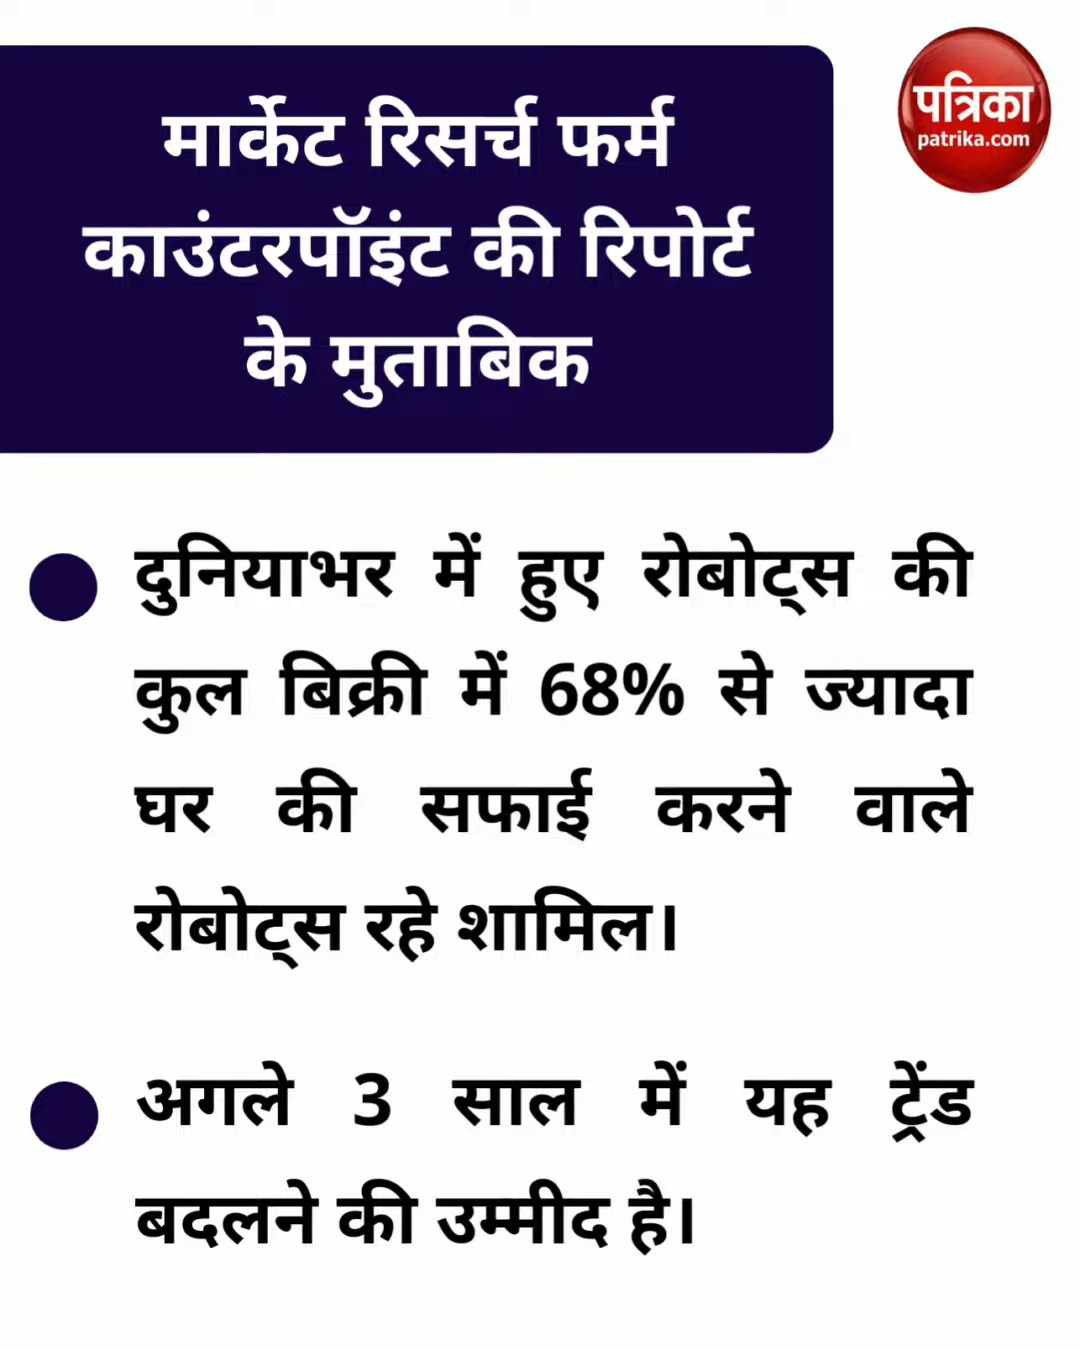 पत्रिका
patrika.com
मार्केट रिसर्च फर्म
काउंटरपॉइंट की रिपोर्ट
के मुताबिक
दुनियाभर में हुए रोबोट्स की
कुल बिक्री में 68% से ज्यादा
घर की सफाई करने वाले
रोबोट्स रहे शामिल।
अगले 3 साल में यह ट्रेंड
बदलने की उम्मीद है।